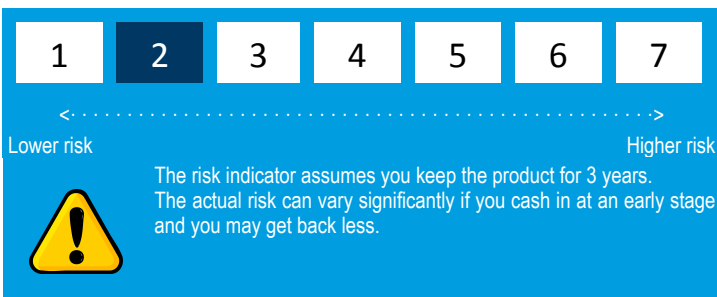 1 2 3 4 5 6 7
<· · · · · · · · · · · · · · · · · · · · · · · · · · · · · · · · · · · · · · · · · · · · · · · · · · · · · ·>
Lower risk Higher risk
The risk indicator assumes you keep the product for 3 years.
The actual risk can vary significantly if you cash in at an early stage
and you may get back less.